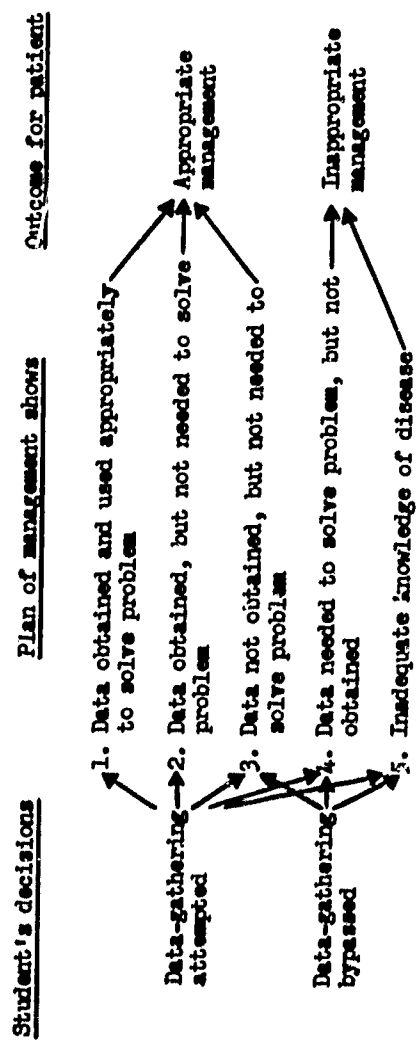 Student's decisions
Plan of management shows
Outcome for patient
Data-gathering
attempted
Data-gathering
bypassed
1. Data obtained and used appropriately
to solve problem
2. Data obtained, but not needed to solve
problem
3. Data not obtained, but not needed to
solve problem
4. Data needed to solve problem, but not
obtained
5. Inadequate knowledge of disease
Appropriate
management
Inappropriate
management